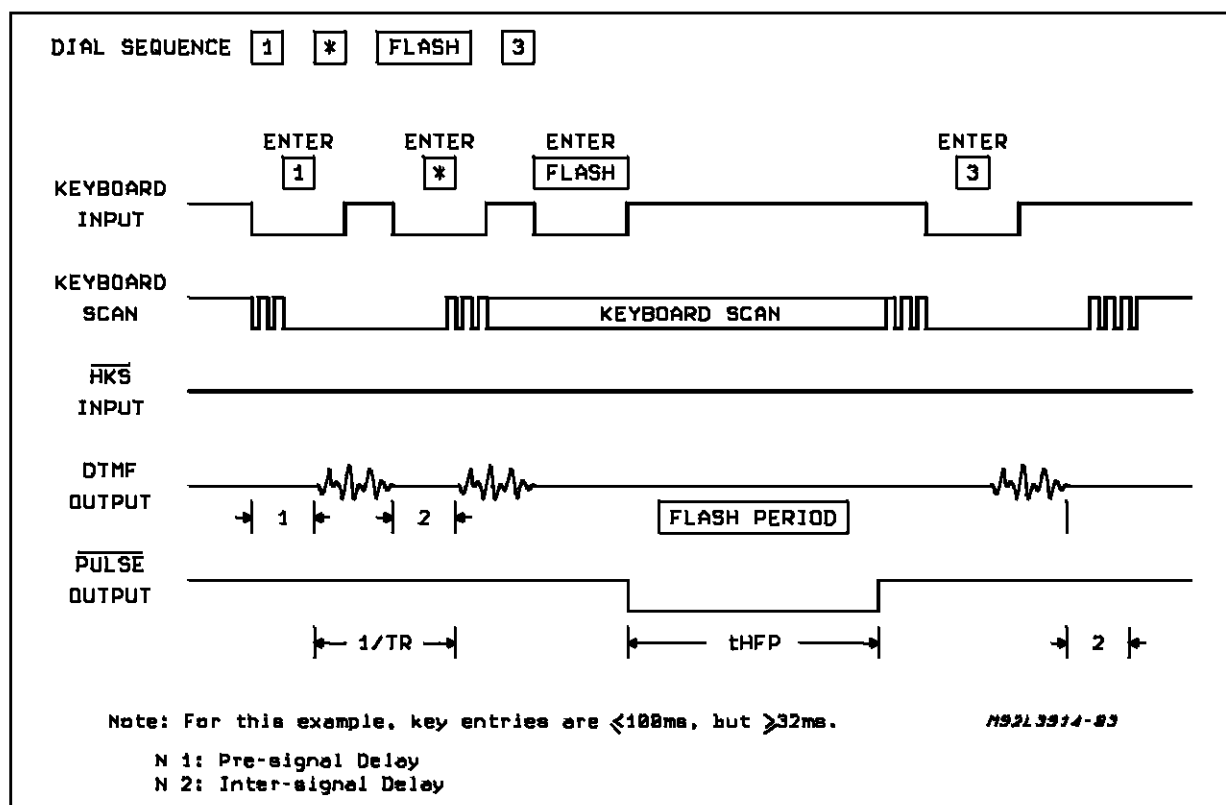 DIAL SEQUENCE 1 * FLASH 3
ENTER ENTER ENTER ENTER
1 * FLASH 3
KEYBOARD
INPUT
KEYBOARD
SCAN
KEYBOARD SCAN
HKS
INPUT
DTMF
OUTPUT
1 2 FLASH PERIOD
PULSE
OUTPUT
1/TR tHFP 2
Note: For this example, key entries are ⩽100ms, but ⩾32ms.
M92L3914-03
N 1: Pre-signal Delay
N 2: Inter-signal Delay